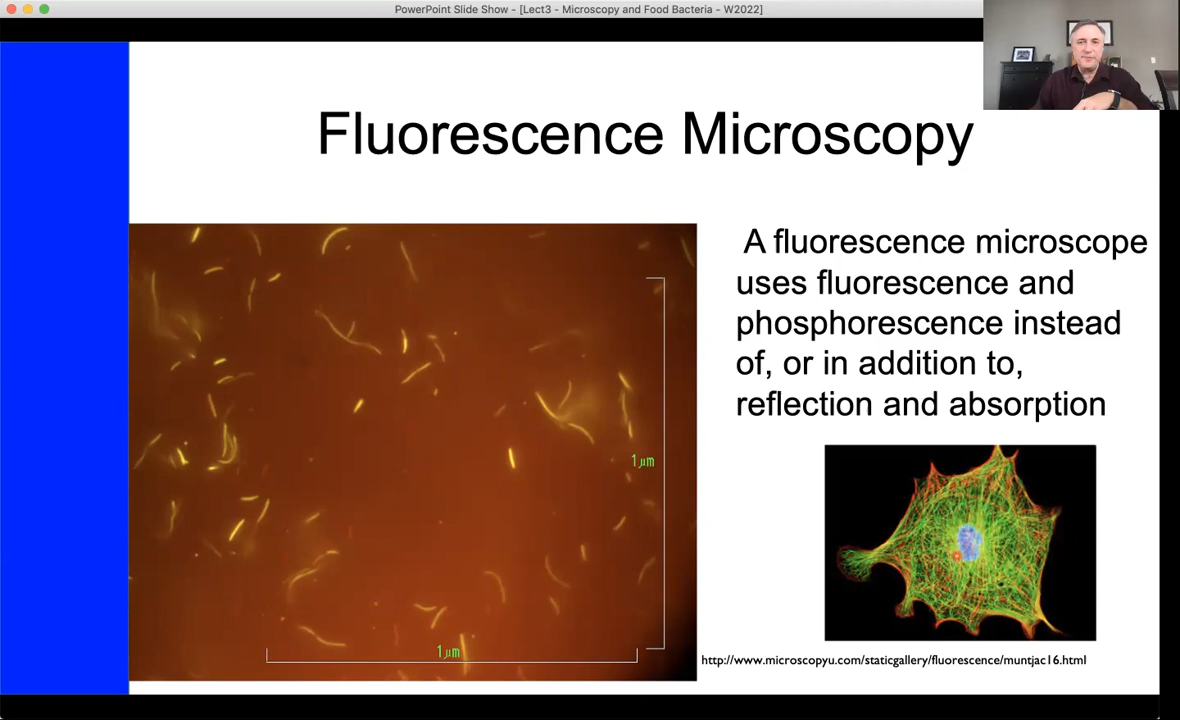 PowerPoint Slide Show - [Lect3 - Microscopy and Food Bacteria - W2022]
Fluorescence Microscopy
A fluorescence microscope
uses fluorescence and
phosphorescence instead
of, or in addition to,
reflection and absorption
1µm
1µm
http://www.microscopyu.com/staticgallery/fluorescence/muntjac16.html